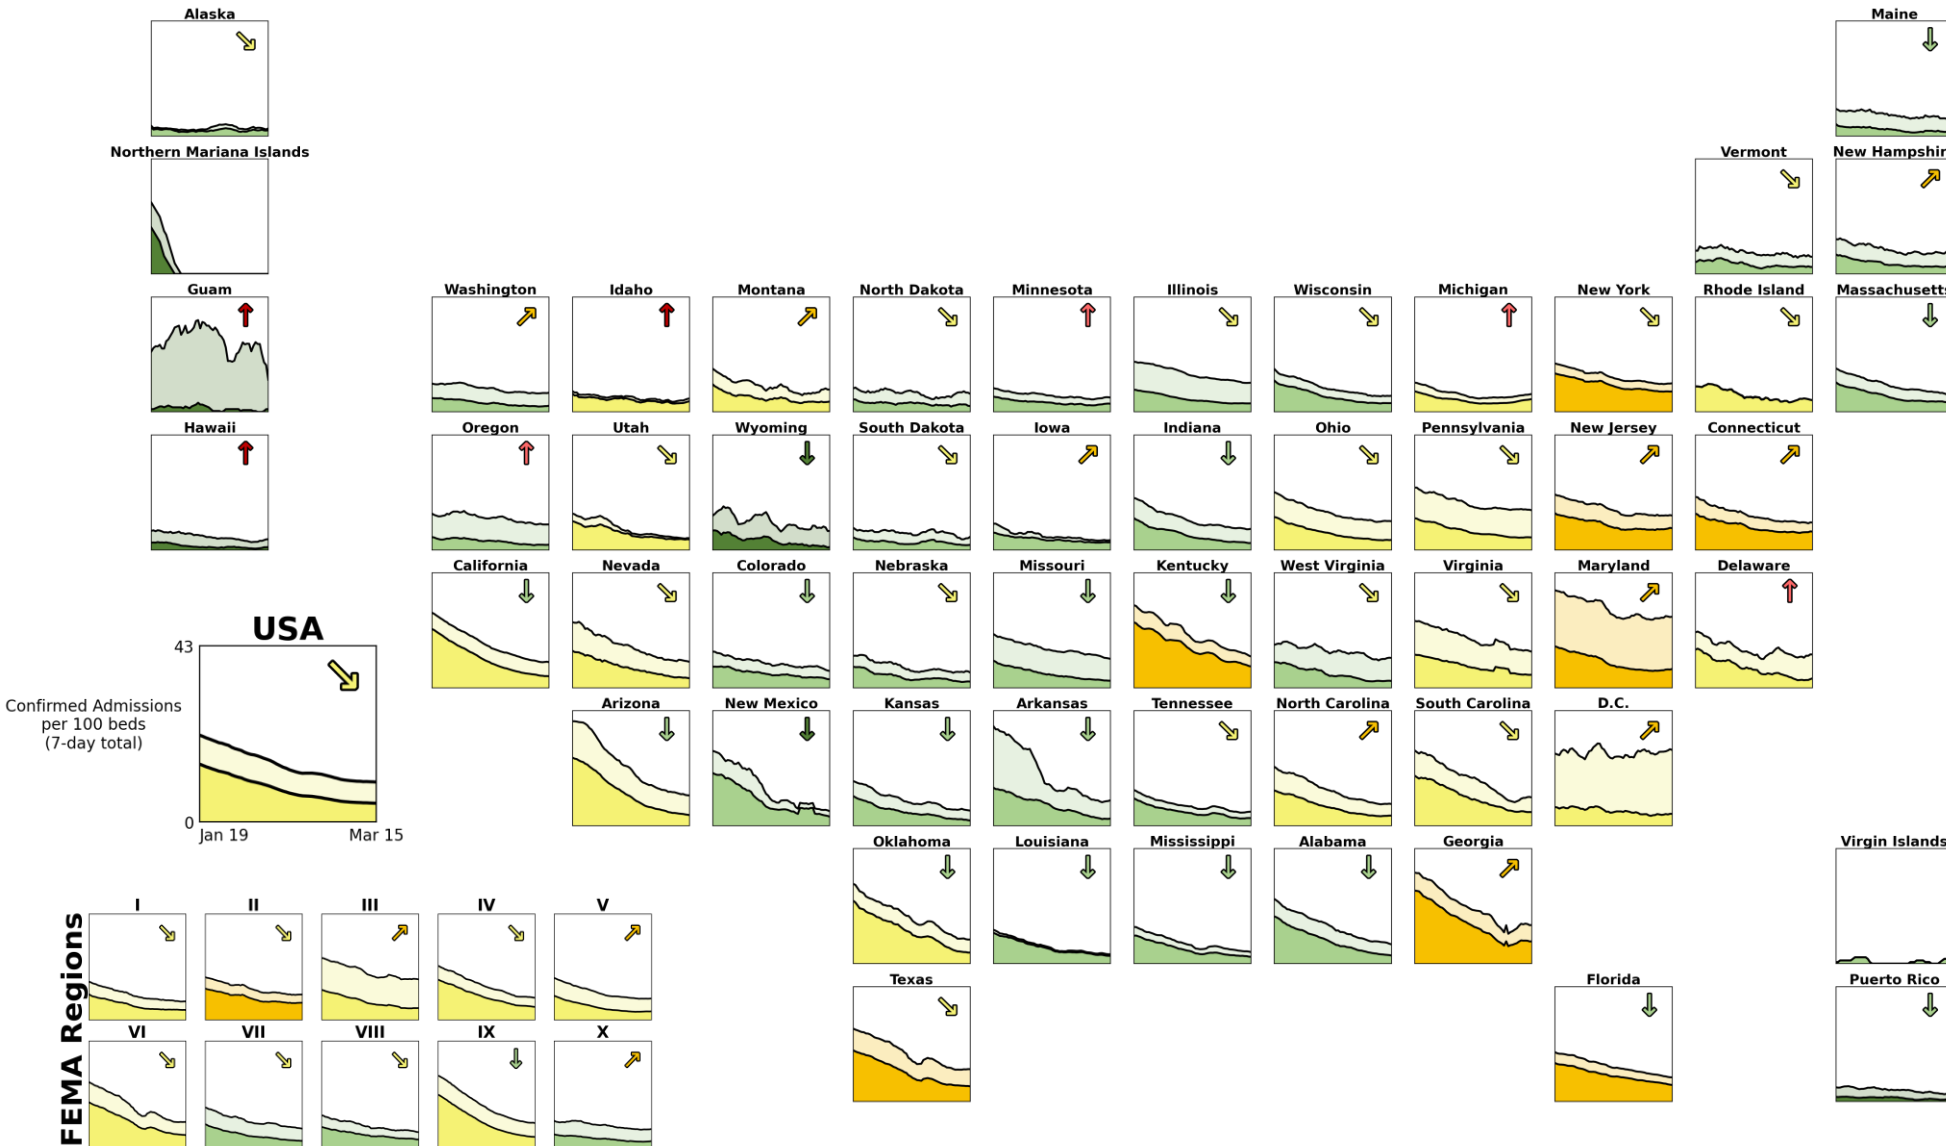 Alaska
Maine
Northern Mariana Islands
Vermont
New Hampshir
Guam
Washington
Idaho
Montana
North Dakota
Minnesota
Illinois
Wisconsin
Michigan
New York
Rhode Island
Massachusetts
Hawaii
Oregon
Utah
Wyoming
South Dakota
Iowa
Indiana
Ohio
Pennsylvania
New Jersey
Connecticut
California
Nevada
Colorado
Nebraska
Missouri
Kentucky
West Virginia
Virginia
Maryland
Delaware
USA
43
Confirmed Admissions
per 100 beds
(7-day total)
0
Jan 19
Mar 15
Arizona
New Mexico
Kansas
Arkansas
Tennessee
North Carolina
South Carolina
D.C.
Oklahoma
Louisiana
Mississippi
Alabama
Georgia
Virgin Islands
Texas
Florida
Puerto Rico
FEMA Regions
I
II
III
IV
V
VI
VII
VIII
IX
X